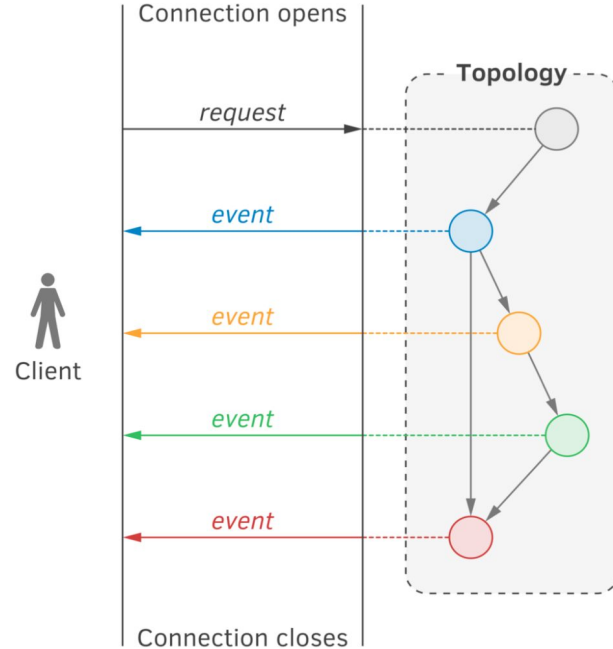 Connection opens
Topology
request
event
event
Client
event
event
Connection closes